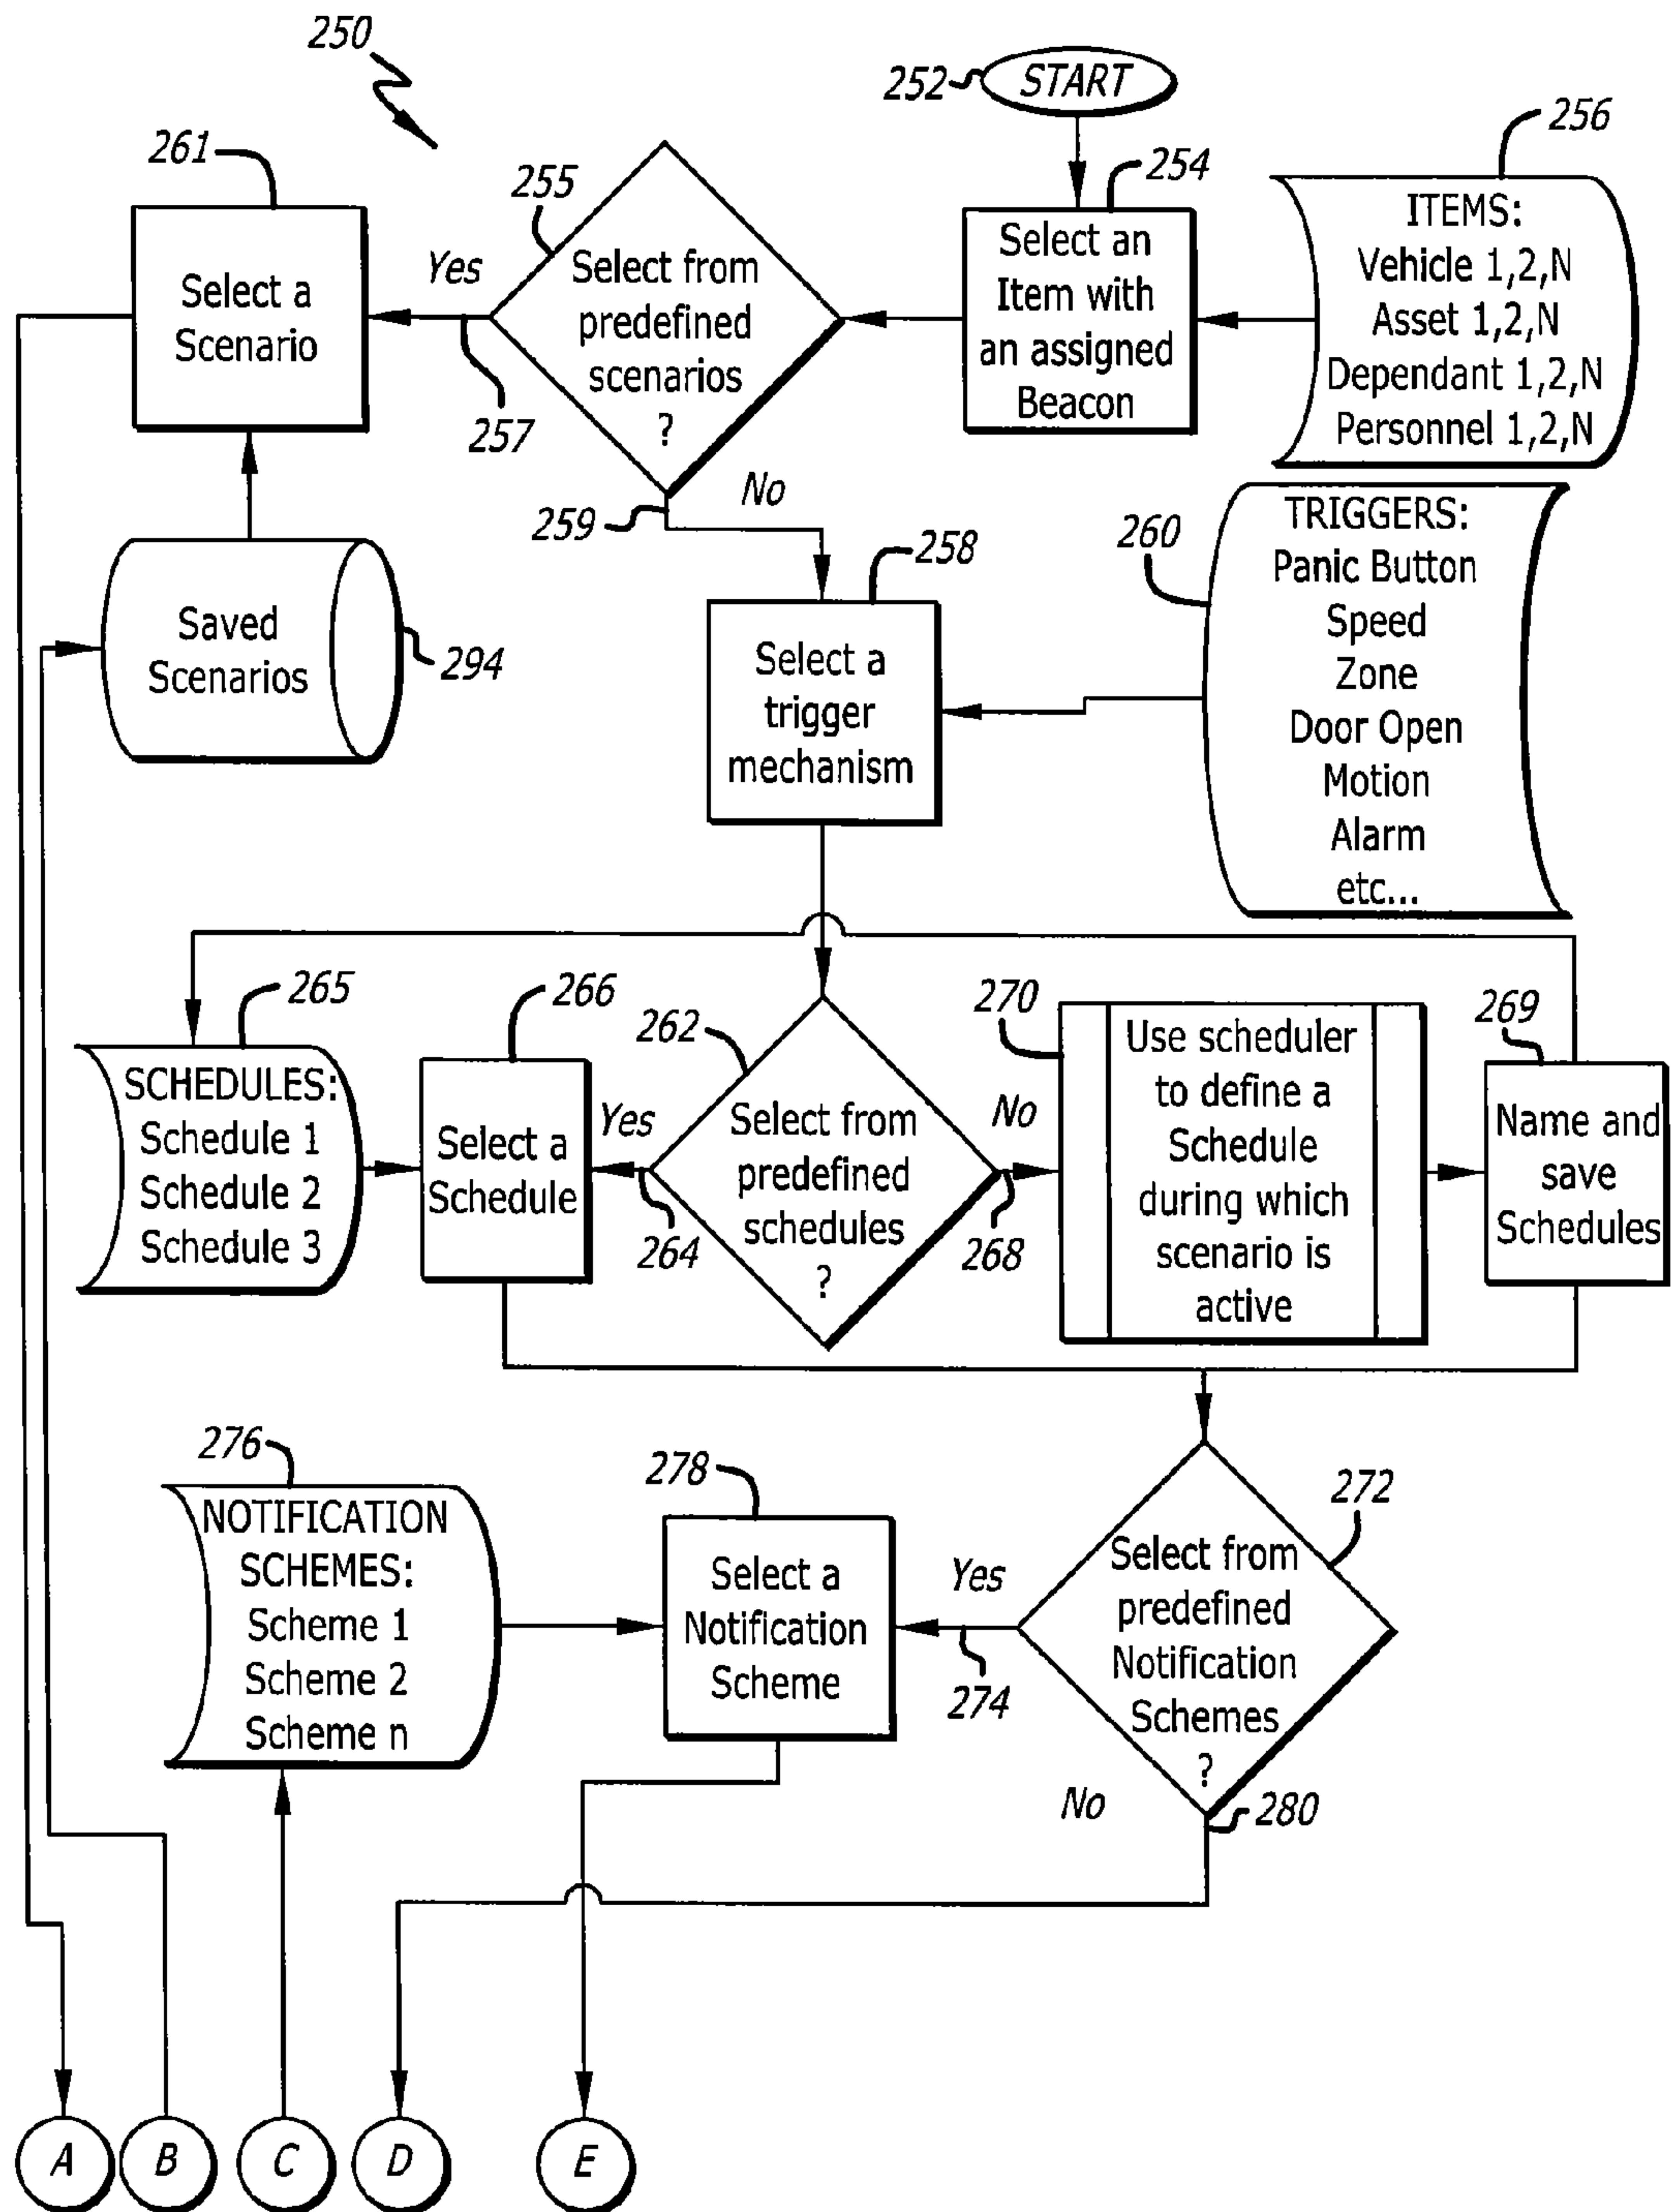 250
252
START
256
261
254
255
ITEMS:
Vehicle 1,2,N
Asset 1,2,N
Dependant 1,2,N
Personnel 1,2,N
Select an
Item with
an assigned
Beacon
Yes
Select from
predefined
scenarios
?
Select a
Scenario
257
No
259
258
260
TRIGGERS:
Panic Button
Speed
Zone
Door Open
Motion
Alarm
etc...
Saved
Scenarios
294
Select a
trigger
mechanism
265
266
262
270
269
SCHEDULES:
Schedule 1
Schedule 2
Schedule 3
Select a
Schedule
Yes
264
Select from
predefined
schedules
?
No
268
Use scheduler
to define a
Schedule
during which
scenario is
active
Name and
save
Schedules
276
278
272
NOTIFICATION
SCHEMES:
Scheme 1
Scheme 2
Scheme n
Select a
Notification
Scheme
Yes
274
Select from
predefined
Notification
Schemes
?
No
280
A
B
C
D
E